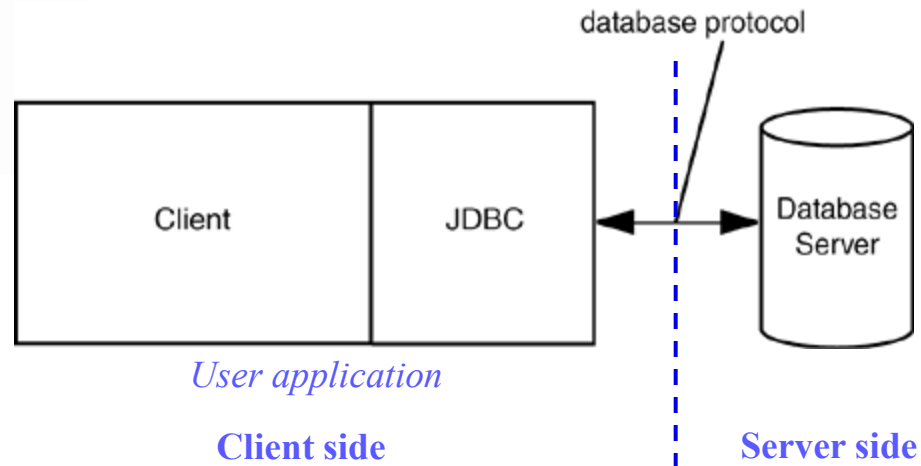 database protocol
Client
JDBC
Database
Server
User application
Client side
Server side